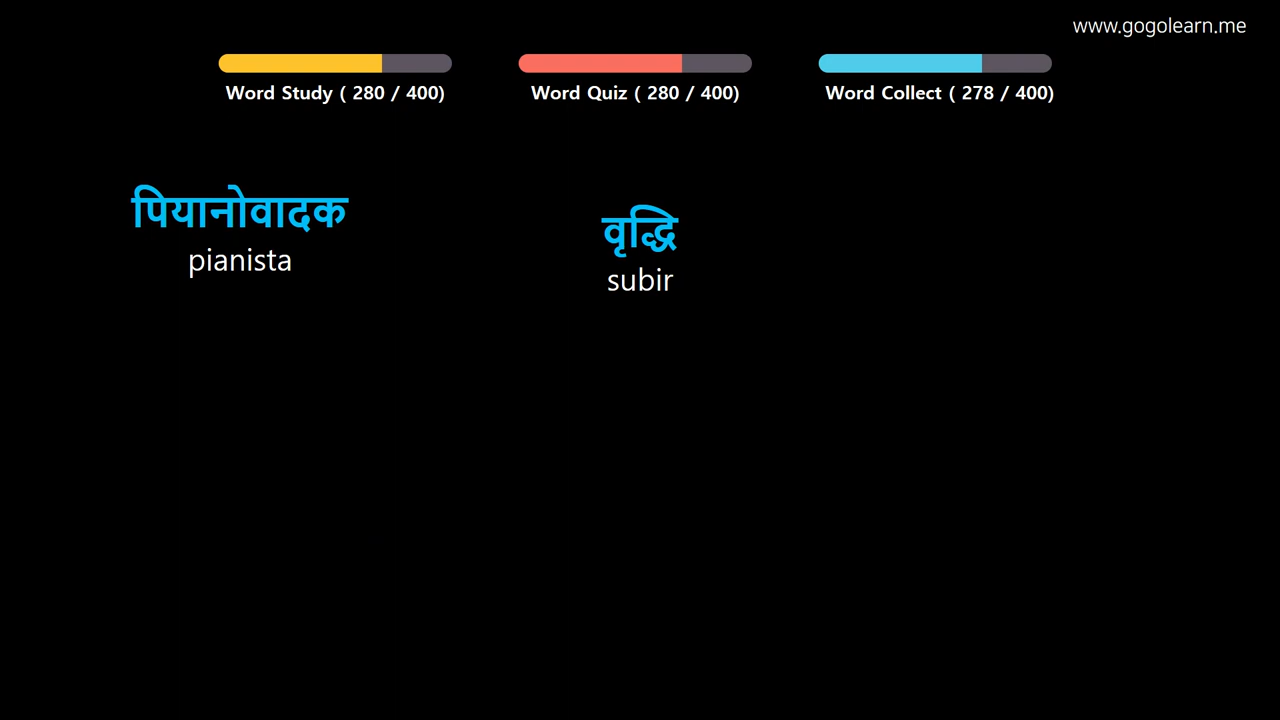 www.gogolearn.me
Word Study ( 280 / 400)
Word Quiz ( 280 / 400)
Word Collect ( 278 / 400)
पियानोवादक
pianista
वृद्धि
subir